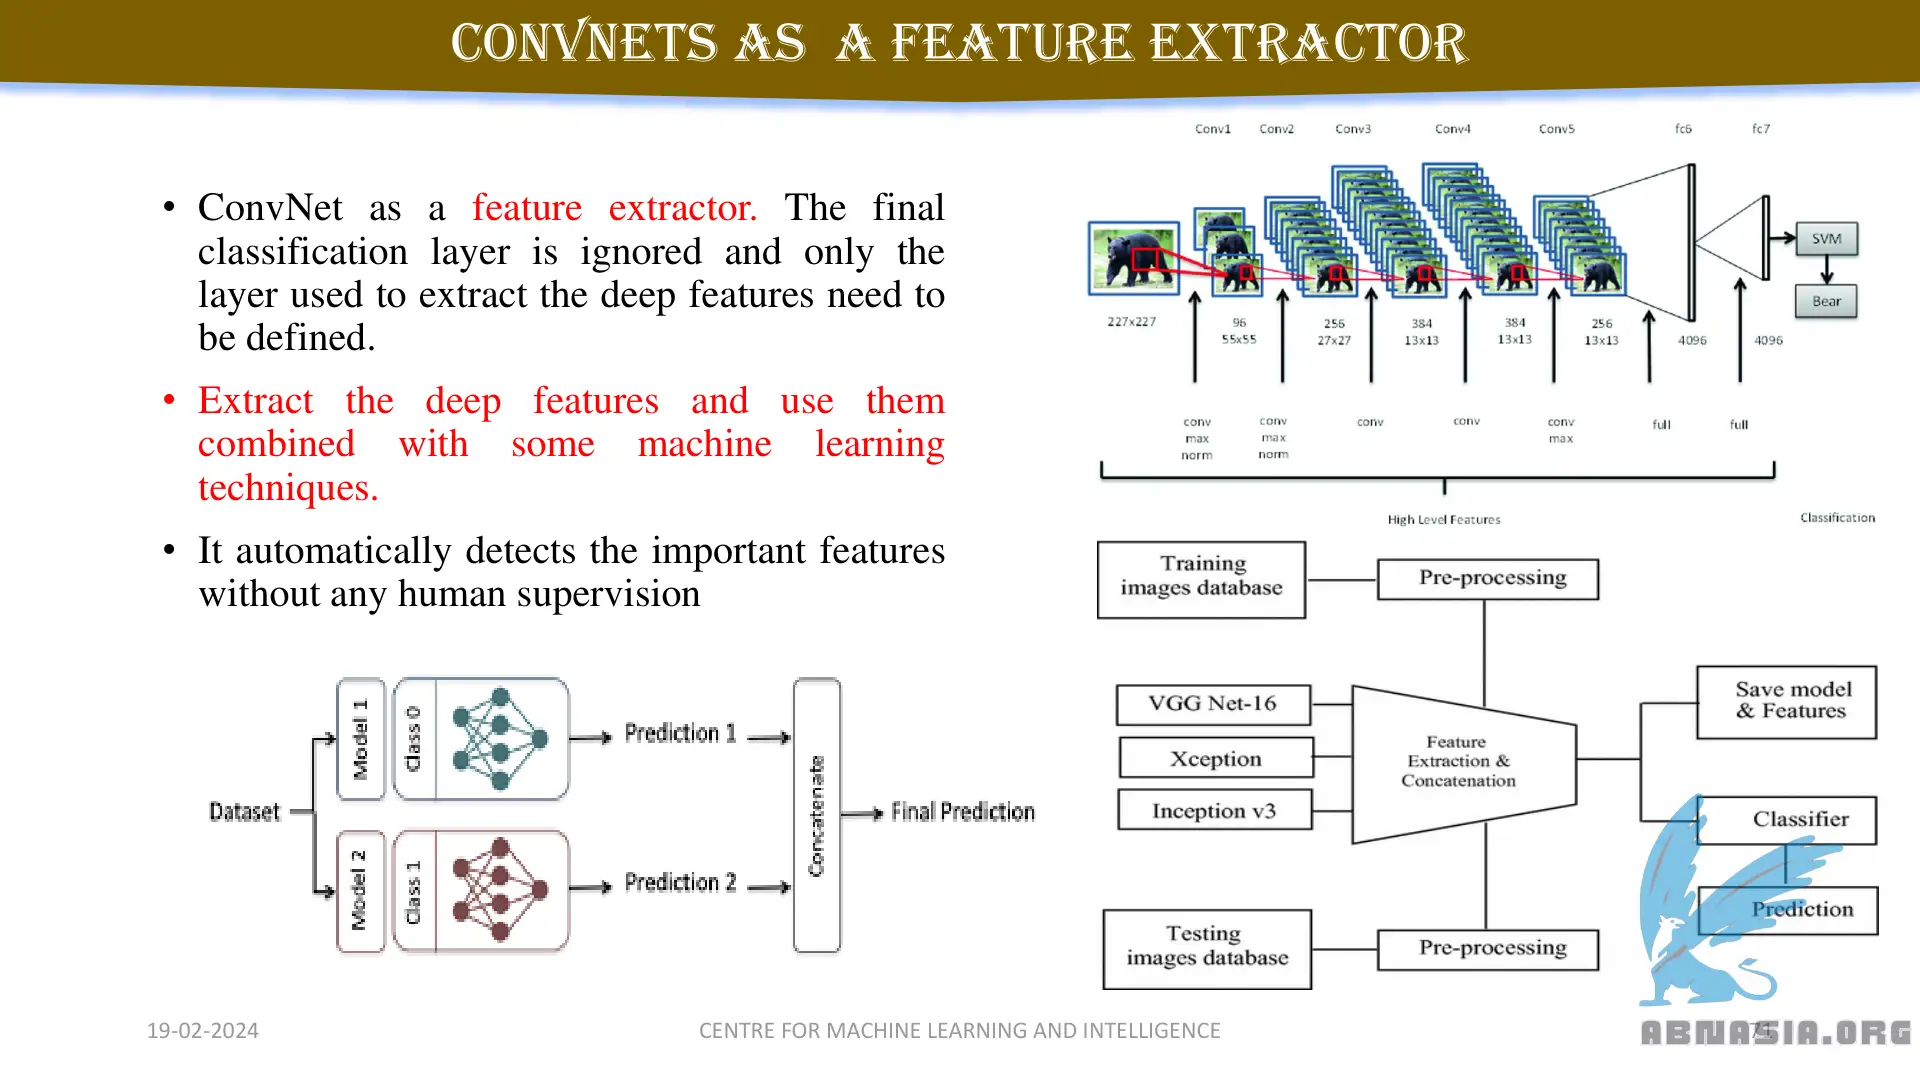 CONVNETS AS A FEATURE EXTRACTOR
• ConvNet as a feature extractor. The final
classification layer is ignored and only the
layer used to extract the deep features need to
be defined.
• Extract the deep features and use them
combined with some machine learning
techniques.
• It automatically detects the important features
without any human supervision
Conv1 Conv2 Conv3 Conv4 Conv5 fc6 fc7
SVM
Bear
227x227
96
55x55
256
27x27
384
13x13
384
13x13
256
13x13
4096
4096
conv
max
norm
conv
max
norm
conv
conv
conv
max
full
full
High Level Features
Classification
Dataset
Model 1
Class 0
Prediction 1
Model 2
Class 1
Prediction 2
Concatenate
Final Prediction
Training
images database
Pre-processing
VGG Net-16
Xception
Inception v3
Feature
Extraction &
Concatenation
Save model
& Features
Classifier
Prediction
Testing
images database
Pre-processing
19-02-2024
CENTRE FOR MACHINE LEARNING AND INTELLIGENCE
71
ABNASIA.ORG